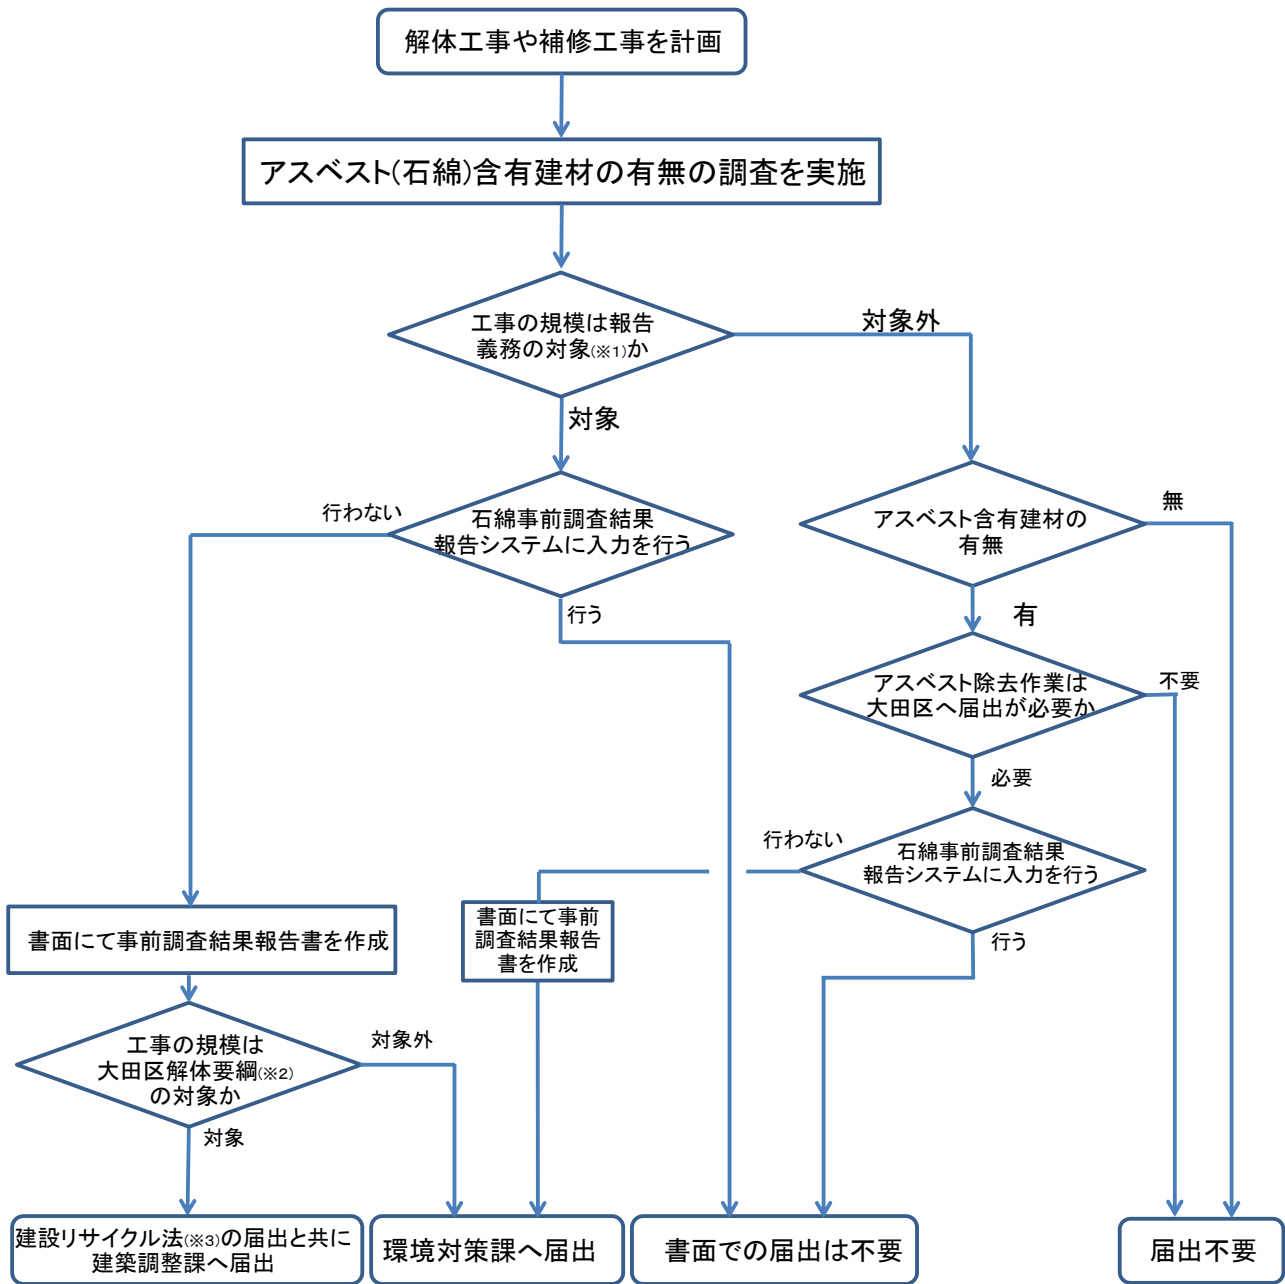 解体工事や補修工事を計画
アスベスト(石綿)含有建材の有無の調査を実施
工事の規模は報告
義務の対象(※1)か
対象外
対象
行わない
石綿事前調査結果
報告システムに入力を行う
行う
アスベスト含有建材の
有無
無
有
アスベスト除去作業は
大田区へ届出が必要か
不要
必要
行わない
石綿事前調査結果
報告システムに入力を行う
行う
書面にて事前調査結果報告書を作成
書面にて事前
調査結果報告
書を作成
工事の規模は
大田区解体要綱(※2)
の対象か
対象外
対象
建設リサイクル法(※3)の届出と共に
建築調整課へ届出
環境対策課へ届出
書面での届出は不要
届出不要